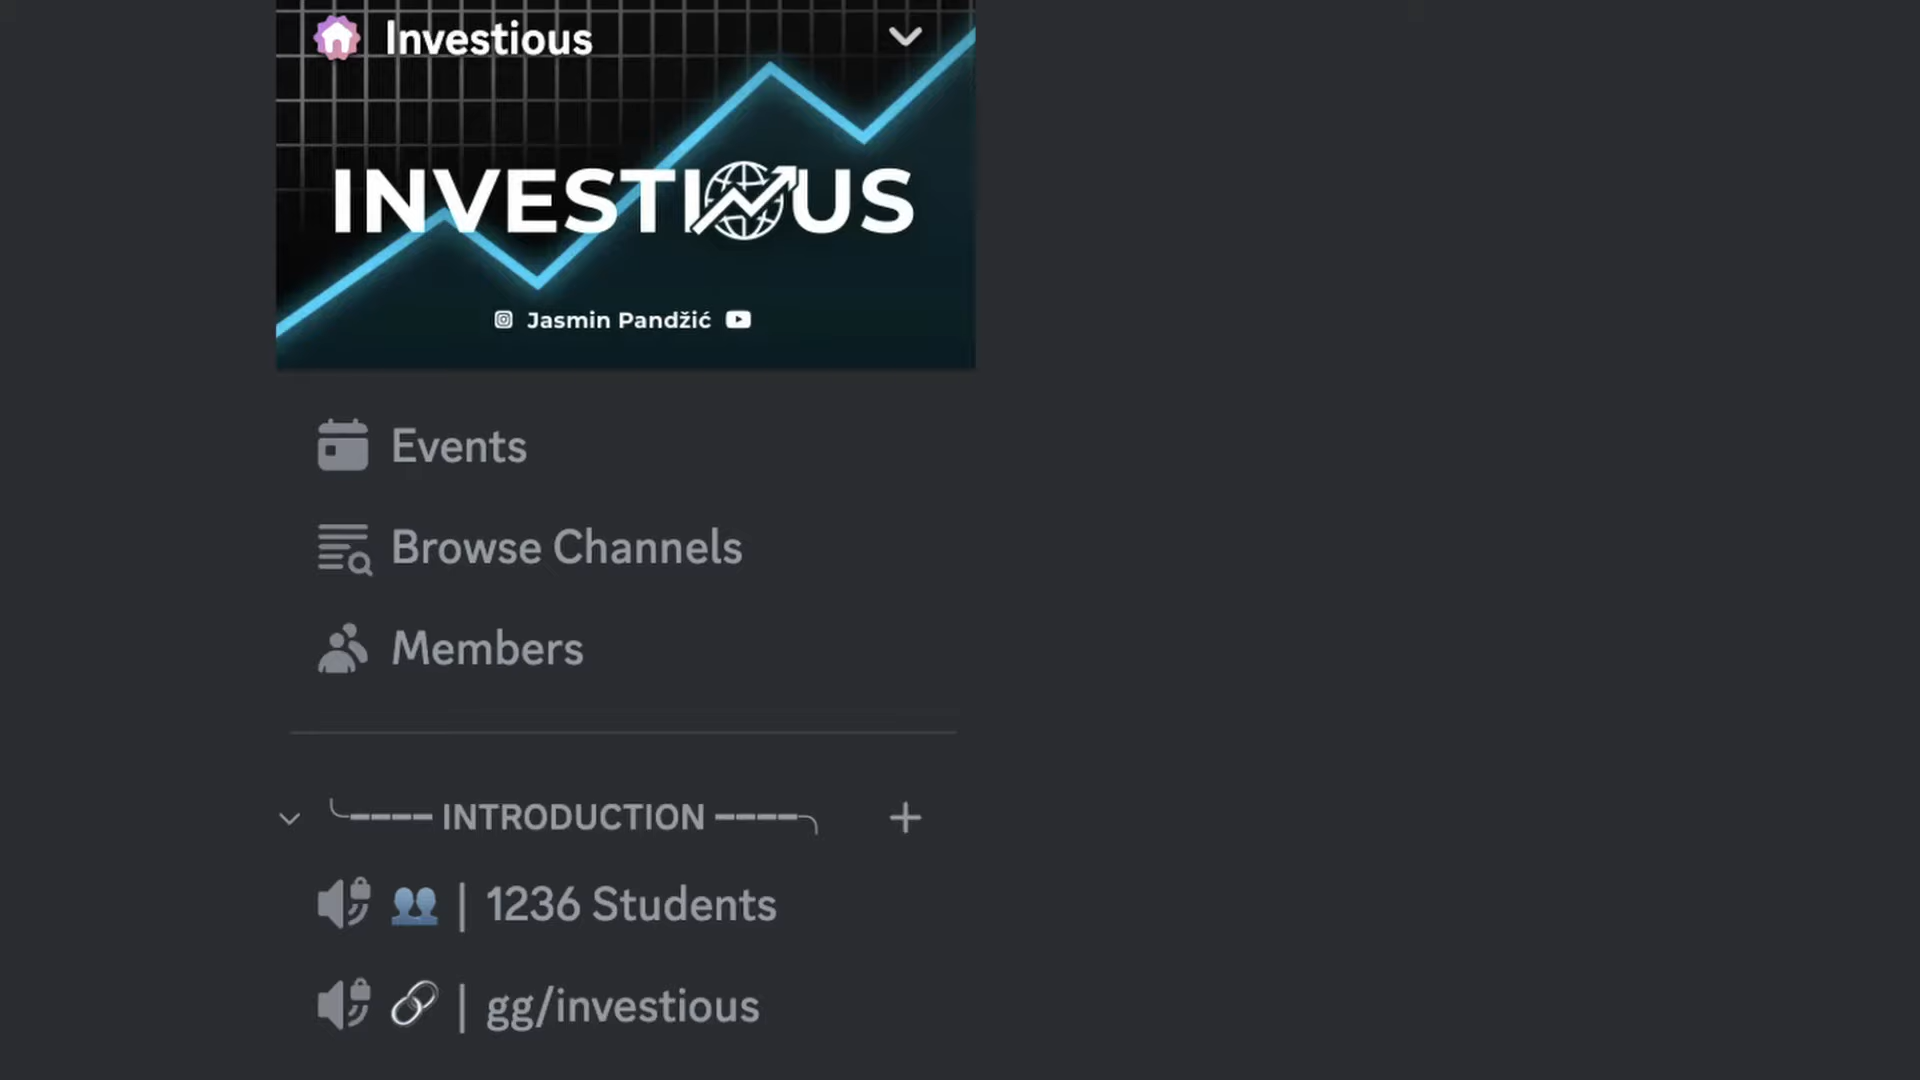 Investious
INVESTIOUS
Jasmin Pandžić
Events
Browse Channels
Members
INTRODUCTION
| 1236 Students
| gg/investious